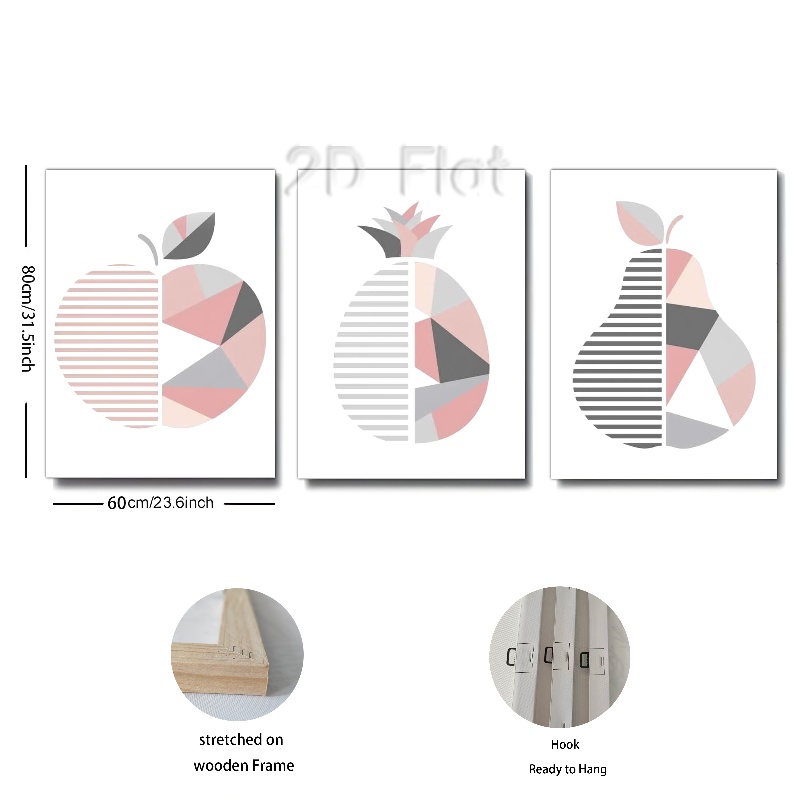 2D Flat
80cm/31.5inch
60cm/23.6inch
stretched on
wooden Frame
Hook
Ready to Hang